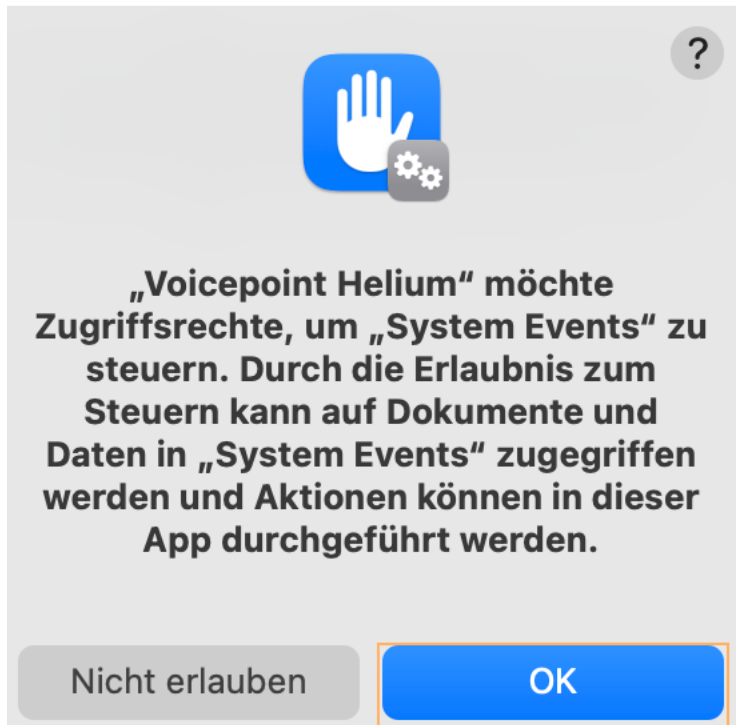 ?
„Voicepoint Helium“ möchte
Zugriffsrechte, um „System Events“ zu
steuern. Durch die Erlaubnis zum
Steuern kann auf Dokumente und
Daten in „System Events“ zugegriffen
werden und Aktionen können in dieser
App durchgeführt werden.
Nicht erlauben
OK